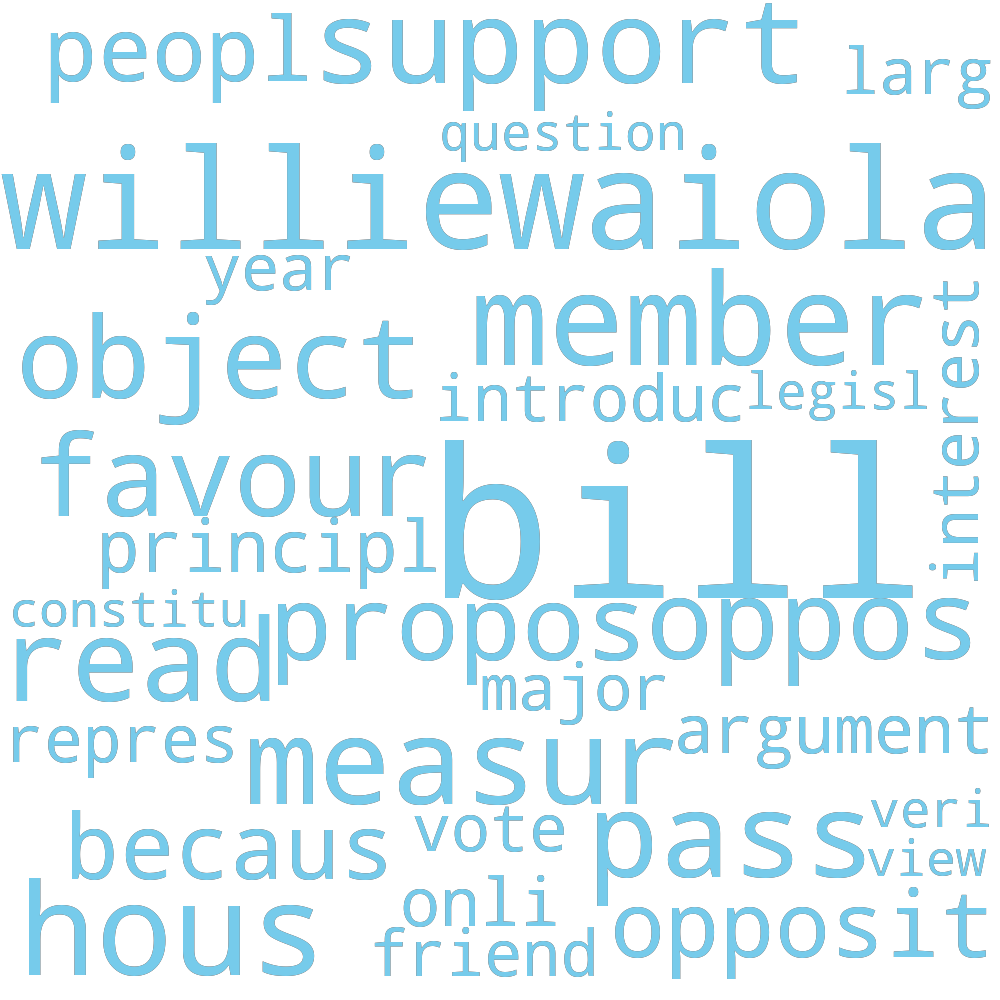 peopl support larg
question
williewaiola
year
member
interest
object
introduc legisl
favour
bill
principl
constitu
propos oppos
read
major
repres
measur argument
becaus vote pass veri
view
hous onli opposit
friend